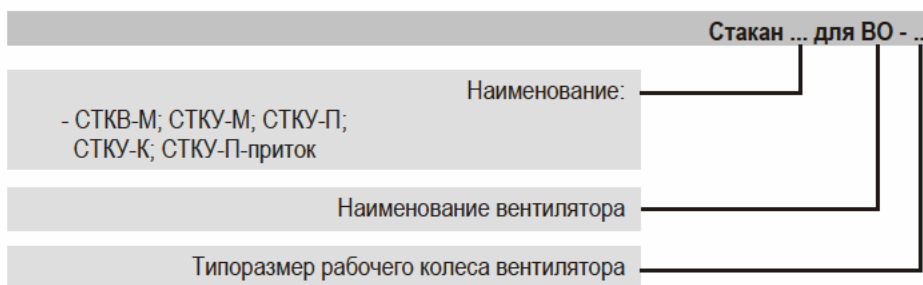 Стакан ... для ВО - ..
Наименование:
- СТКВ-М; СТКУ-М; СТКУ-П;
СТКУ-К; СТКУ-П-приток
Наименование вентилятора
Типоразмер рабочего колеса вентилятора